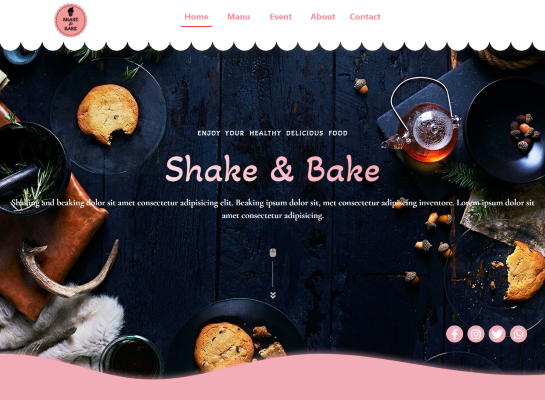 SHAKE
&
BAKE
Home Manu Event About Contact
ENJOY YOUR HEALTHY DELICIOUS FOOD
Shake & Bake
Shaking and beaking dolor sit amet consectetur adipisicing elit. Beaking ipsum dolor sit, met consectetur adipisicing inventore. Lorem ipsum dolor sit
amet consectetur adipisicing.